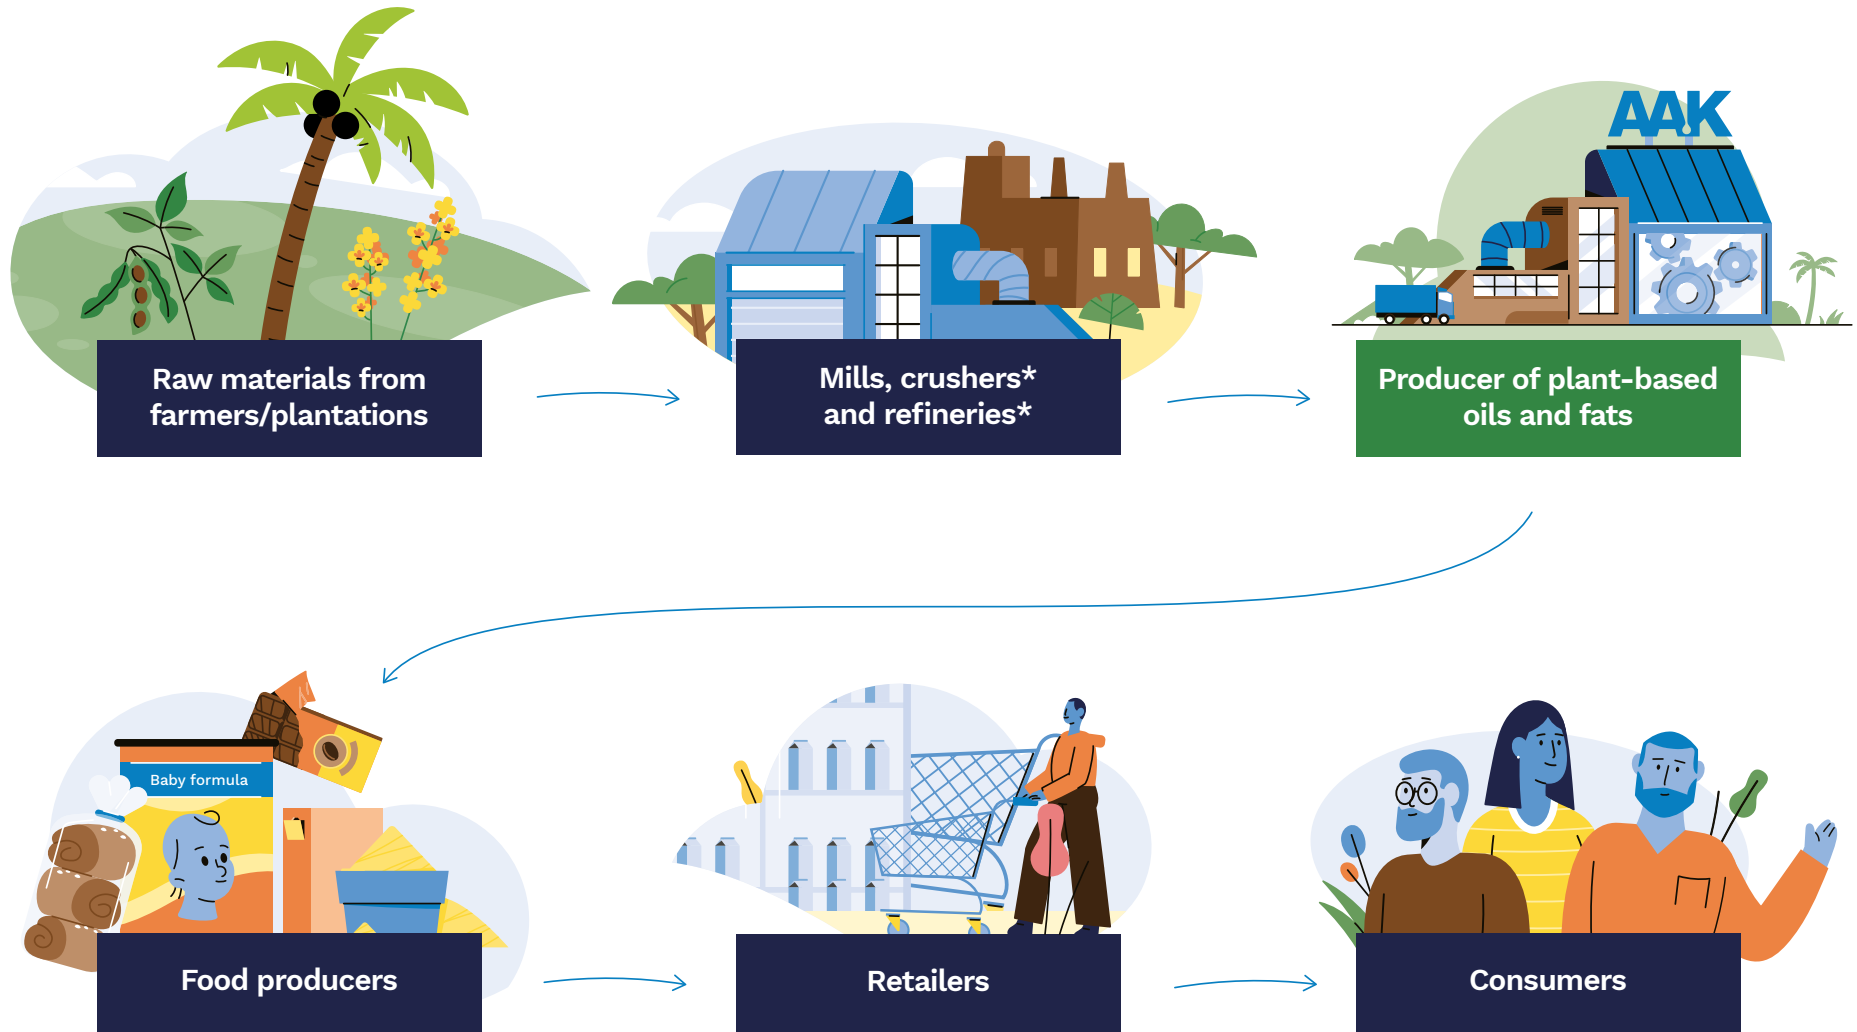 AAK
Raw materials from
farmers/plantations
Mills, crushers*
and refineries*
Producer of plant-based
oils and fats
Baby formula
Food producers
Retailers
Consumers